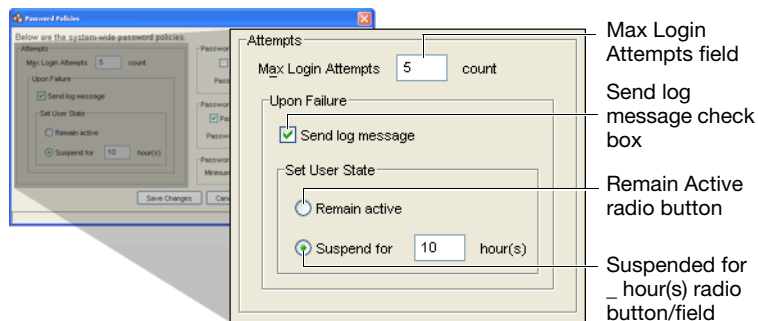 Password Policies
Below are the system-wide password policies.
Attempts
Max Login Attempts 5 count
Upon Failure
Send log message
Set User State
Remain active
Suspend for 10 hour(s)
Save Changes
Attempts
Max Login Attempts 5 count
Upon Failure
Send log message
Set User State
Remain active
Suspend for 10 hour(s)
Max Login
Attempts field
Send log
message check
box
Remain Active
radio button
Suspended for
_ hour(s) radio
button/field